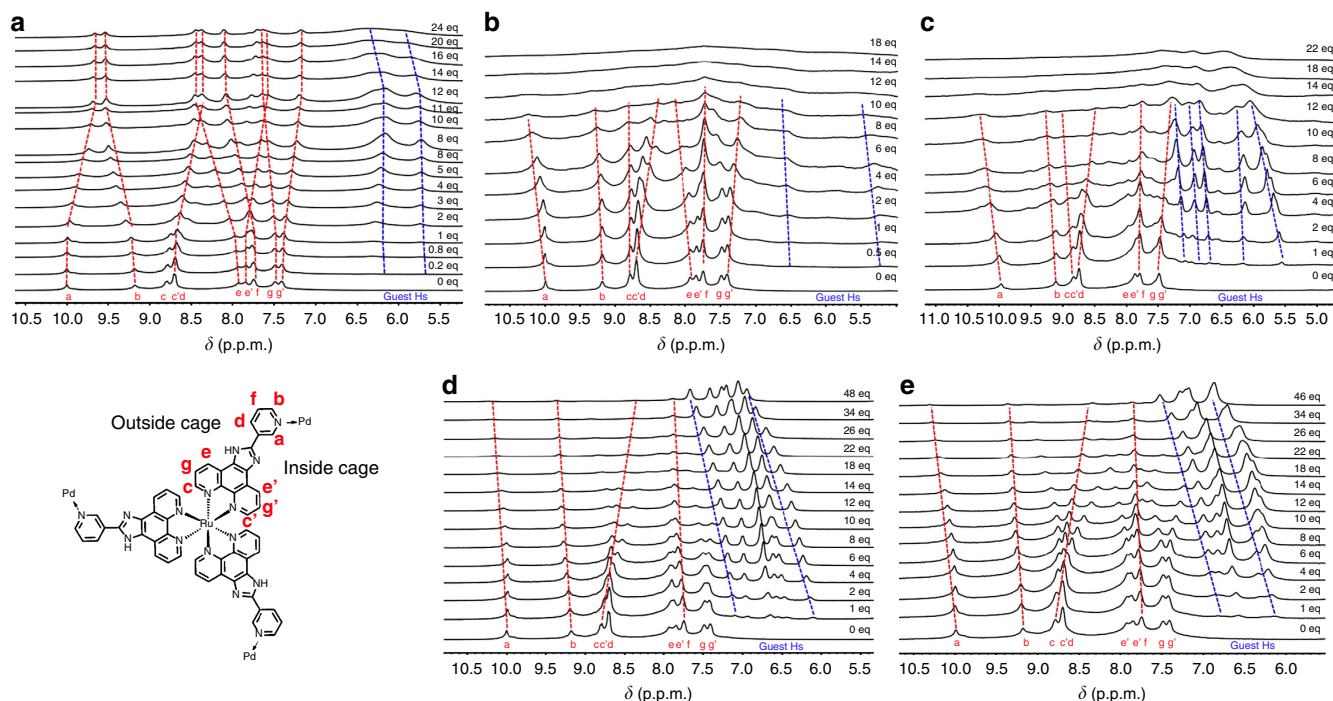 a
24 eq
20 eq
16 eq
14 eq
12 eq
11 eq
10 eq
8 eq
8 eq
5 eq
4 eq
3 eq
2 eq
1 eq
0.8 eq
0.2 eq
0 eq
a b c c'd e e' f g g' Guest Hs
10.5 10.0 9.5 9.0 8.5 8.0 7.5 7.0 6.5 6.0 5.5
δ (p.p.m.)
b
18 eq
14 eq
12 eq
10 eq
8 eq
6 eq
4 eq
2 eq
1 eq
0.5 eq
0 eq
a b cc'd e e' f g g' Guest Hs
10.5 10.0 9.5 9.0 8.5 8.0 7.5 7.0 6.5 6.0 5.5
δ (p.p.m.)
c
22 eq
18 eq
14 eq
12 eq
10 eq
8 eq
6 eq
4 eq
2 eq
1 eq
0 eq
a b cc'd e e' f g g' Guest Hs
11.0 10.5 10.0 9.5 9.0 8.5 8.0 7.5 7.0 6.5 6.0 5.5 5.0
δ (p.p.m.)
Outside cage
f b
d N Pd
a
HN N
Inside cage
e
g
c
N N
e'
g'
c'
Pd
N
N
N
H
N
N
Ru
N
N
NH
N
N
Pd
d
48 eq
34 eq
26 eq
22 eq
18 eq
14 eq
12 eq
10 eq
8 eq
6 eq
4 eq
2 eq
1 eq
0 eq
a b cc'd e e' f g g' Guest Hs
10.0 9.5 9.0 8.5 8.0 7.5 7.0 6.5 6.0
δ (p.p.m.)
e
46 eq
34 eq
26 eq
22 eq
18 eq
14 eq
12 eq
10 eq
8 eq
6 eq
4 eq
2 eq
1 eq
0 eq
a b c c'd e' e' f g g' Guest Hs
10.0 9.5 9.0 8.5 8.0 7.5 7.0 6.5 6.0
δ (p.p.m.)